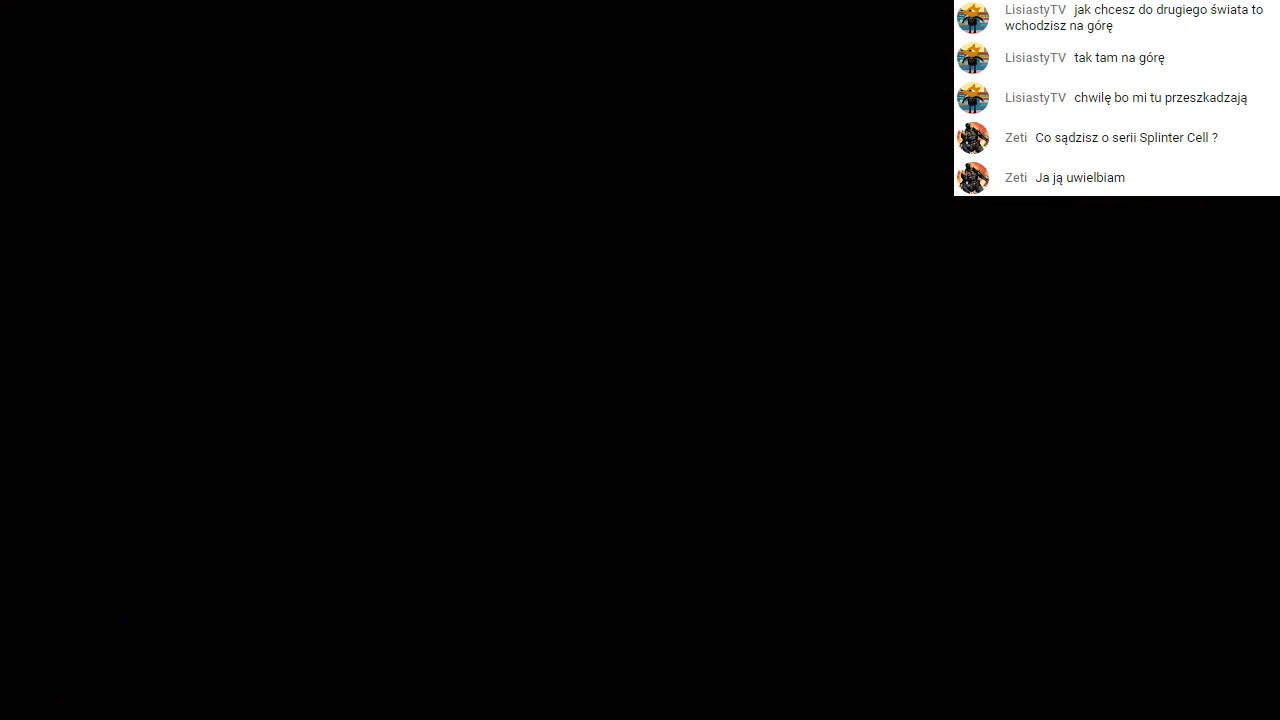 LisiastyTV jak chcesz do drugiego świata to
wchodzisz na górę
LisiastyTV tak tam na górę
LisiastyTV chwilę bo mi tu przeszkadzają
Zeti Co sądzisz o serii Splinter Cell ?
Zeti Ja ją uwielbiam